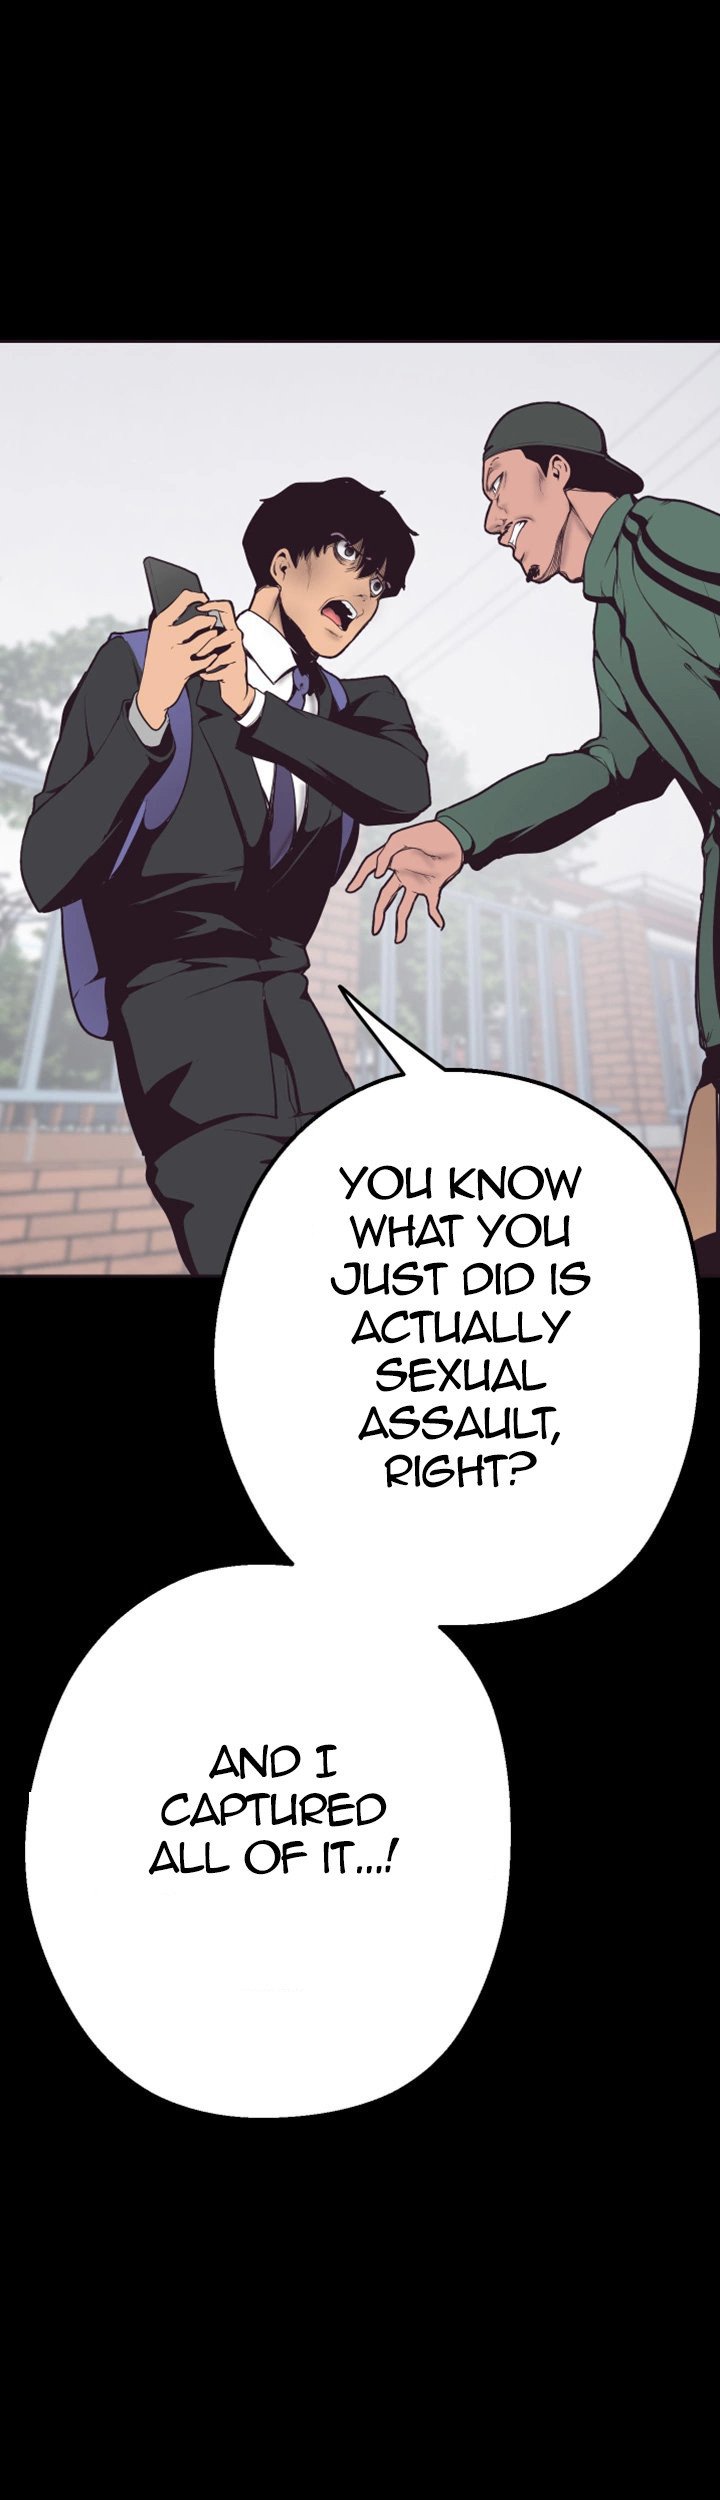 YOU KNOW
WHAT YOU
JUST DID IS
ACTUALLY
SEXUAL
ASSAULT,
RIGHT?
AND I
CAPTURED
ALL OF IT...!